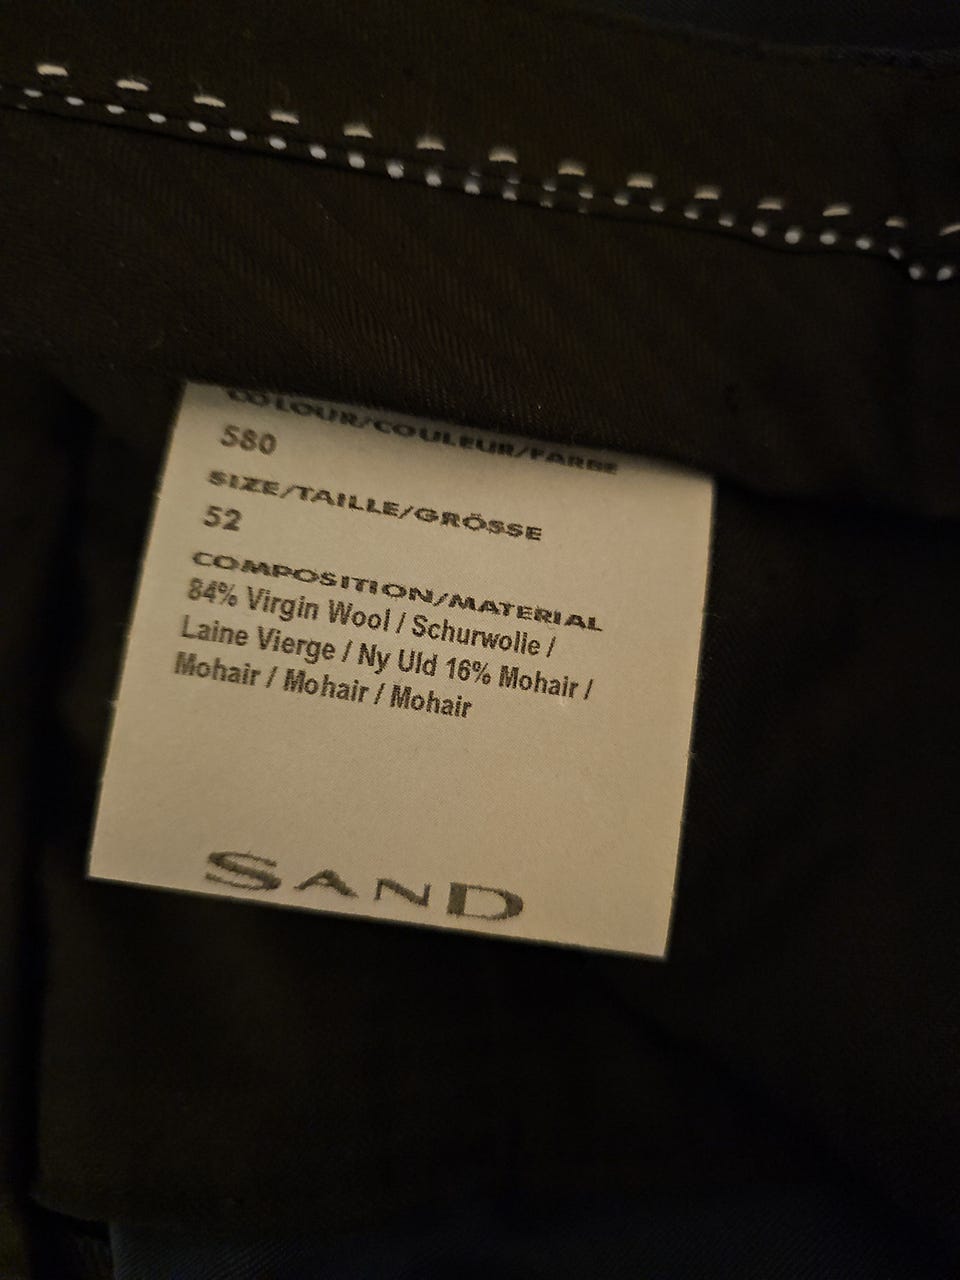 COLOUR/COULEUR/FARBE
580
SIZE/TAILLE/GRÖSSE
52
COMPOSITION/MATERIAL
84% Virgin Wool / Schurwolle /
Laine Vierge / Ny Uld 16% Mohair /
Mohair / Mohair / Mohair
SAND